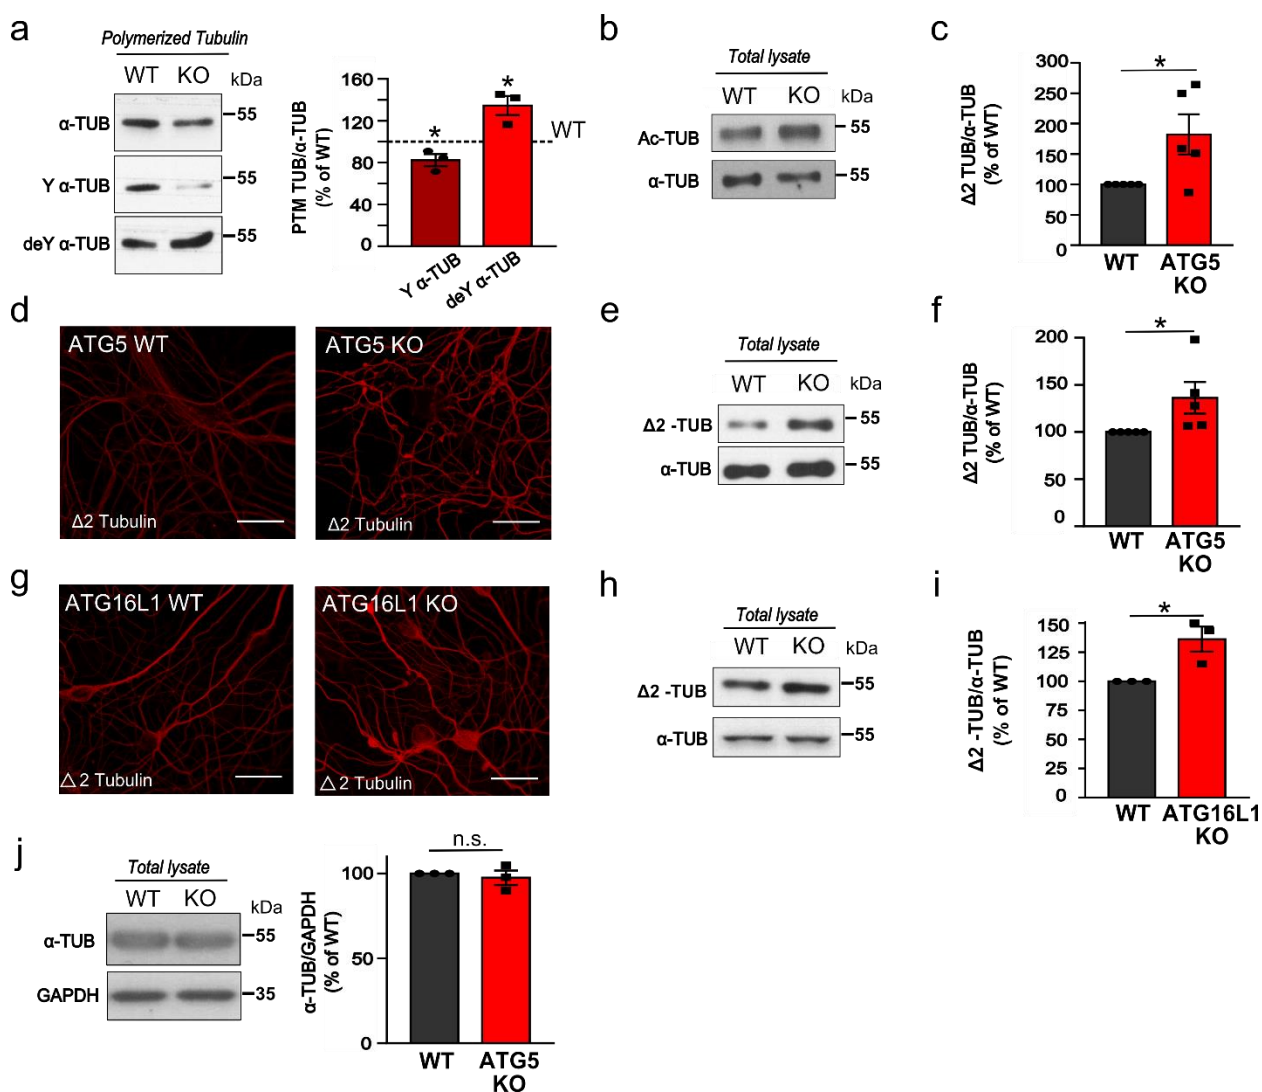 a
Polymerized Tubulin
WT KO kDa
α-TUB
55
Y α-TUB
55
deY α-TUB
55
PTM TUB/α-TUB
(% of WT)
160
120
80
40
0
*
*
WT
Y α-TUB
deY α-TUB
b
Total lysate
WT KO kDa
Ac-TUB
55
α-TUB
55
c
Δ2 TUB/α-TUB
(% of WT)
300
250
200
150
100
50
0
*
WT
ATG5
KO
d
ATG5 WT
Δ2 Tubulin
ATG5 KO
Δ2 Tubulin
e
Total lysate
WT KO kDa
Δ2 -TUB
55
α-TUB
55
f
Δ2 TUB/α-TUB
(% of WT)
200
150
100
50
0
*
WT
ATG5
KO
g
ATG16L1 WT
△2 Tubulin
ATG16L1 KO
△2 Tubulin
h
Total lysate
WT KO kDa
Δ2 -TUB
55
α-TUB
55
i
Δ2 -TUB/α-TUB
(% of WT)
150
125
100
75
50
25
0
*
WT
ATG16L1
KO
j
Total lysate
WT KO
kDa
α-TUB
55
GAPDH
35
α-TUB/GAPDH
(% of WT)
100
50
0
n.s.
WT
ATG5
KO